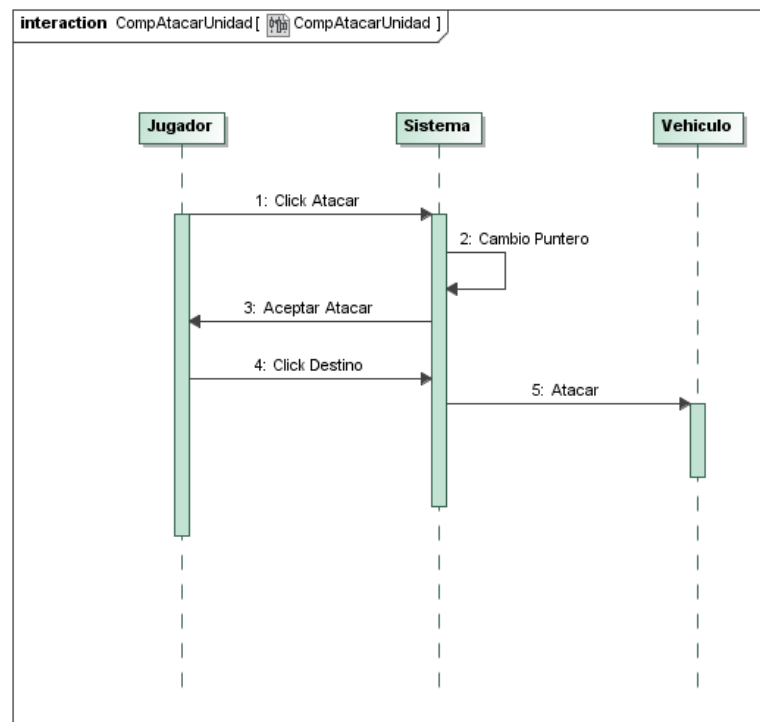 interaction CompAtacarUnidad [ CompAtacarUnidad ]
Jugador Sistema Vehiculo
1: Click Atacar
2: Cambio Puntero
3: Aceptar Atacar
4: Click Destino
5: Atacar